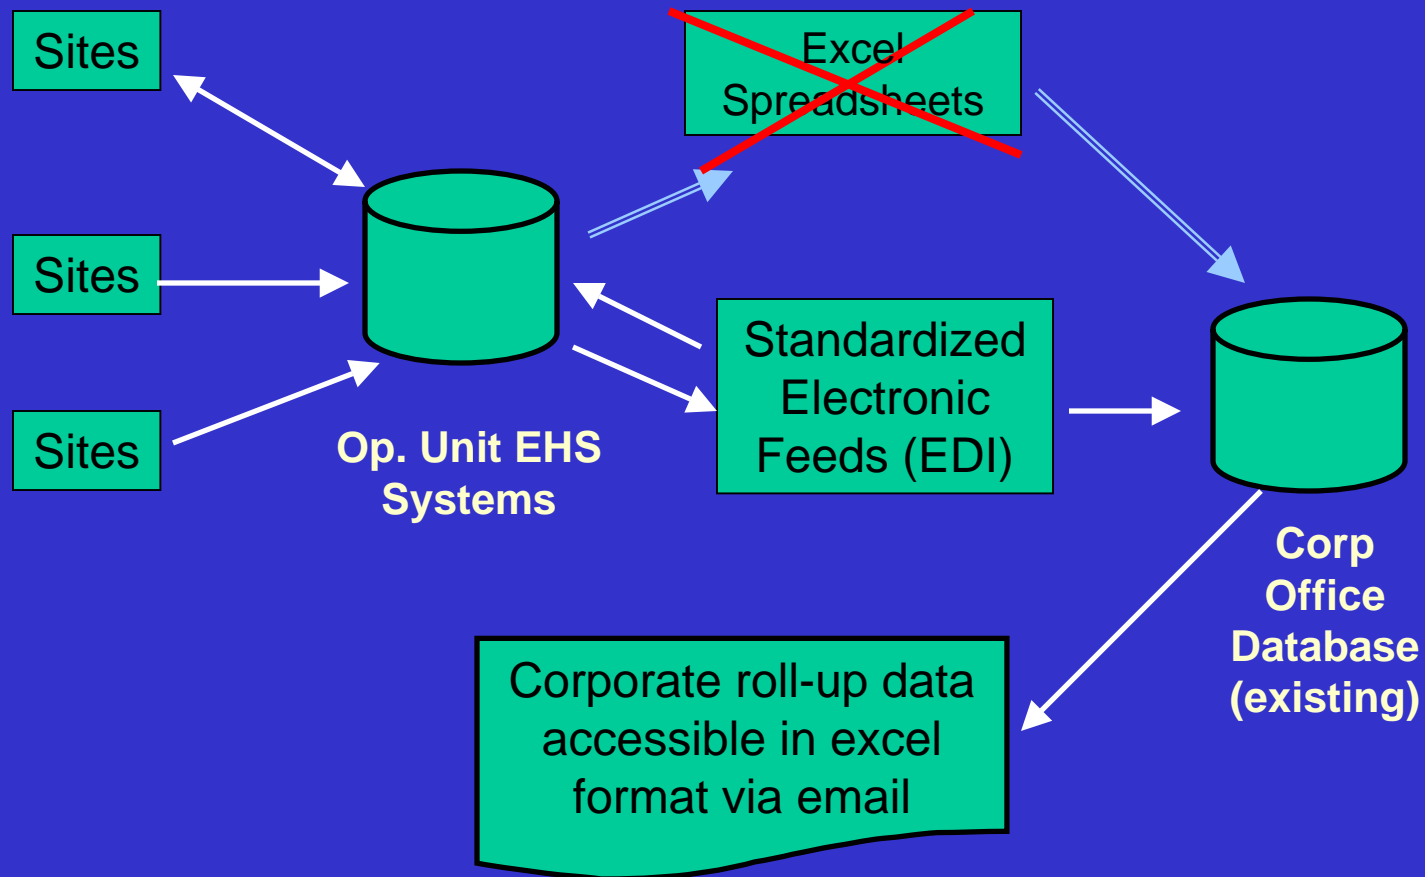 Sites
Excel
Spreadsheets
Sites
Standardized
Electronic
Feeds (EDI)
Sites
Op. Unit EHS
Systems
Corp
Office
Database
(existing)
Corporate roll-up data
accessible in excel
format via email